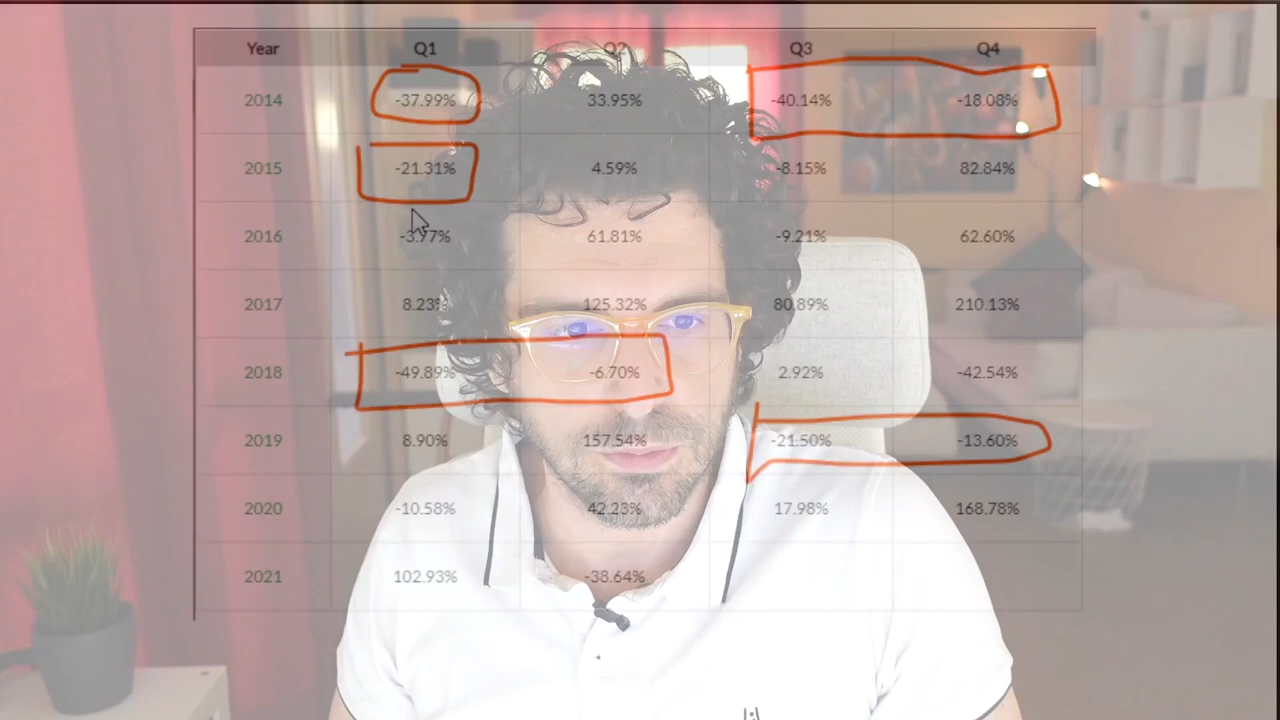 Year Q1 Q2 Q3 Q4
2014 -37.99% 33.95% -40.14% -18.08%
2015 -21.31% 4.59% -8.15% 82.84%
2016 -3.77% 61.81% -9.21% 62.60%
2017 8.23% 125.32% 80.89% 210.13%
2018 -49.89% -6.70% 2.92% -42.54%
2019 8.90% 157.54% -21.50% -13.60%
2020 -10.58% 42.23% 17.98% 168.78%
2021 102.93% -38.64%